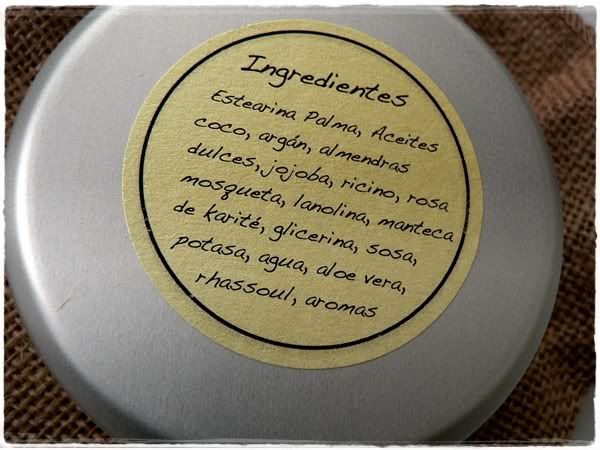 Ingredientes
Estearina Palma, Aceites
coco, argán, almendras
dulces, jojoba, ricino, rosa
mosqueta, lanolina, manteca
de karité, glicerina, sosa,
potasa, agua, aloe vera,
rhassoul, aromas